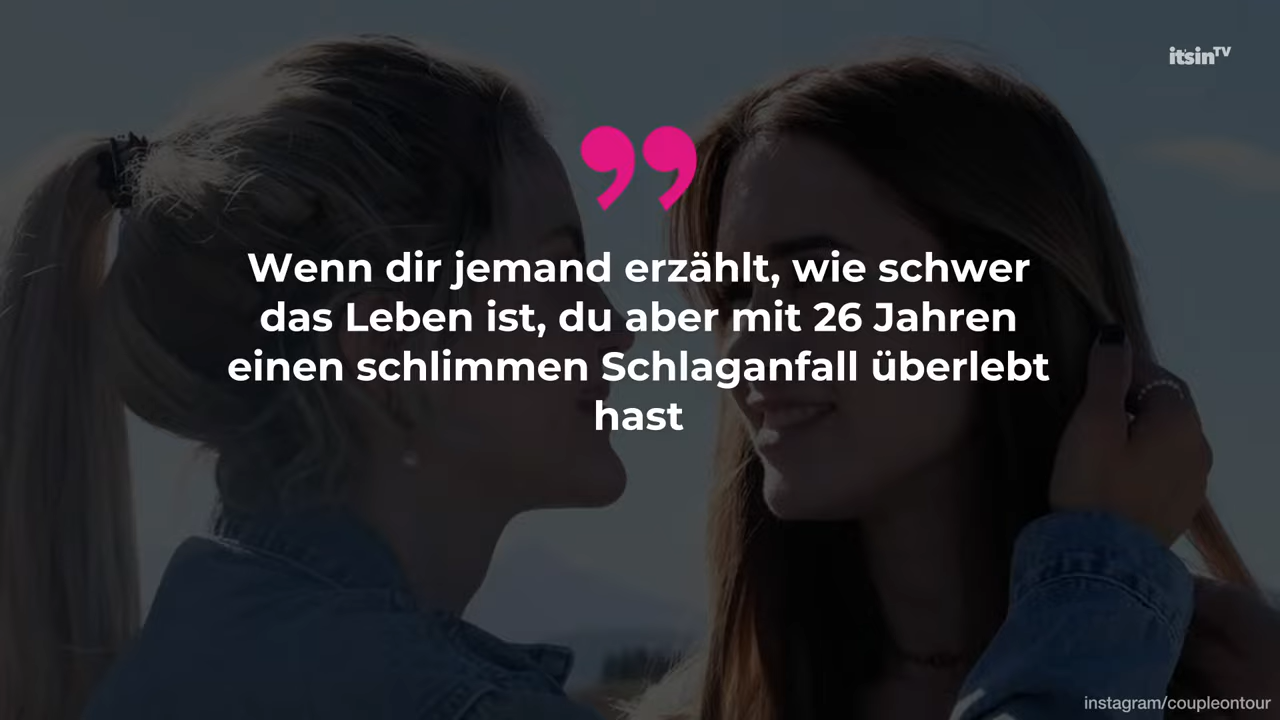 itsinTV
”
Wenn dir jemand erzählt, wie schwer
das Leben ist, du aber mit 26 Jahren
einen schlimmen Schlaganfall überlebt
hast
instagram/coupleontour